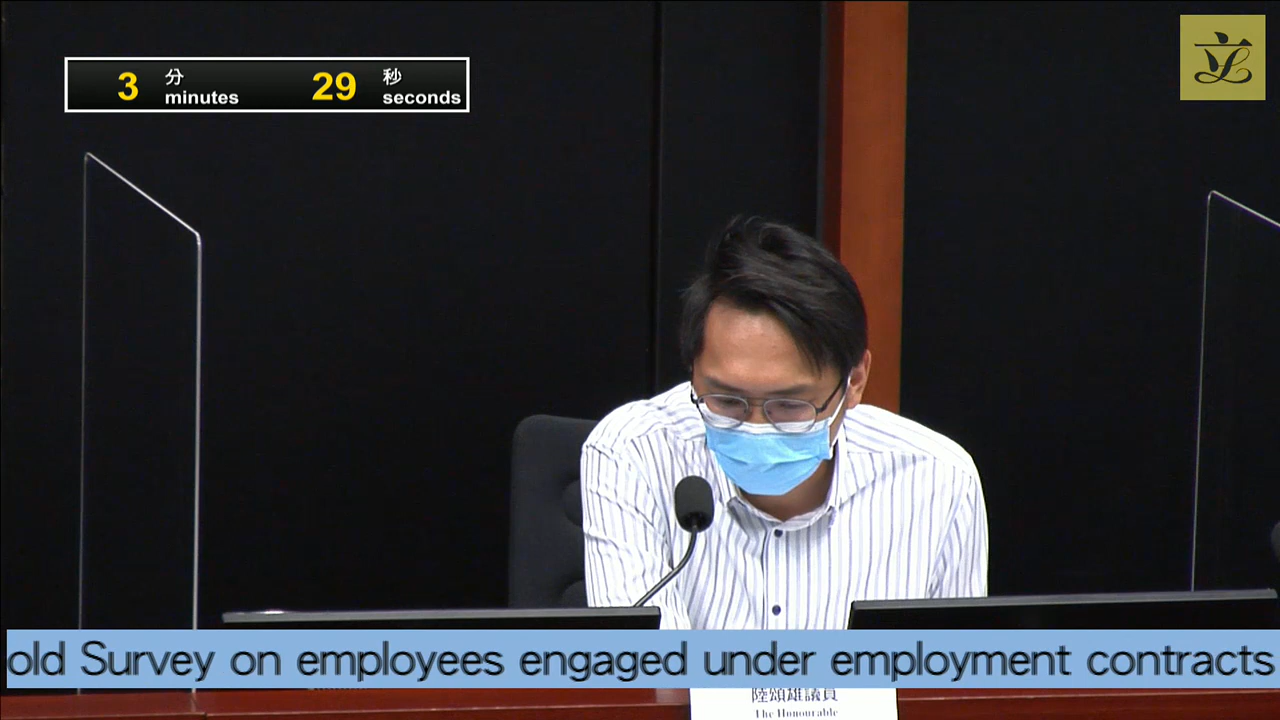 3 分 29 秒
minutes seconds
old Survey on employees engaged under employment contracts
陸頌雄議員
The Honourable